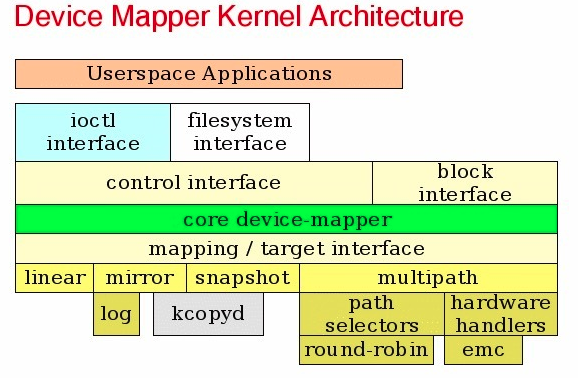 Device Mapper Kernel Architecture
Userspace Applications
ioctl
interface
filesystem
interface
control interface
block
interface
core device-mapper
mapping / target interface
linear
mirror
snapshot
multipath
log
kcopyd
path
selectors
hardware
handlers
round-robin
emc